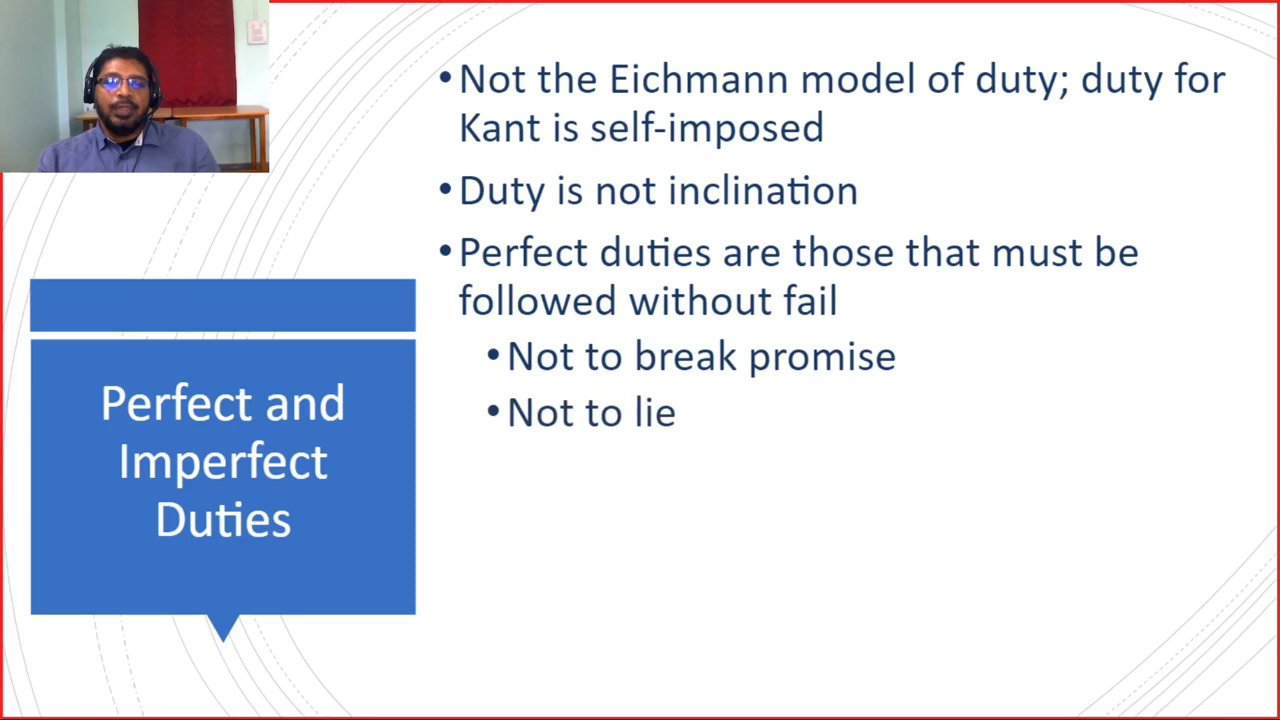 • Not the Eichmann model of duty; duty for
Kant is self-imposed
• Duty is not inclination
• Perfect duties are those that must be
followed without fail
• Not to break promise
• Not to lie
Perfect and
Imperfect
Duties